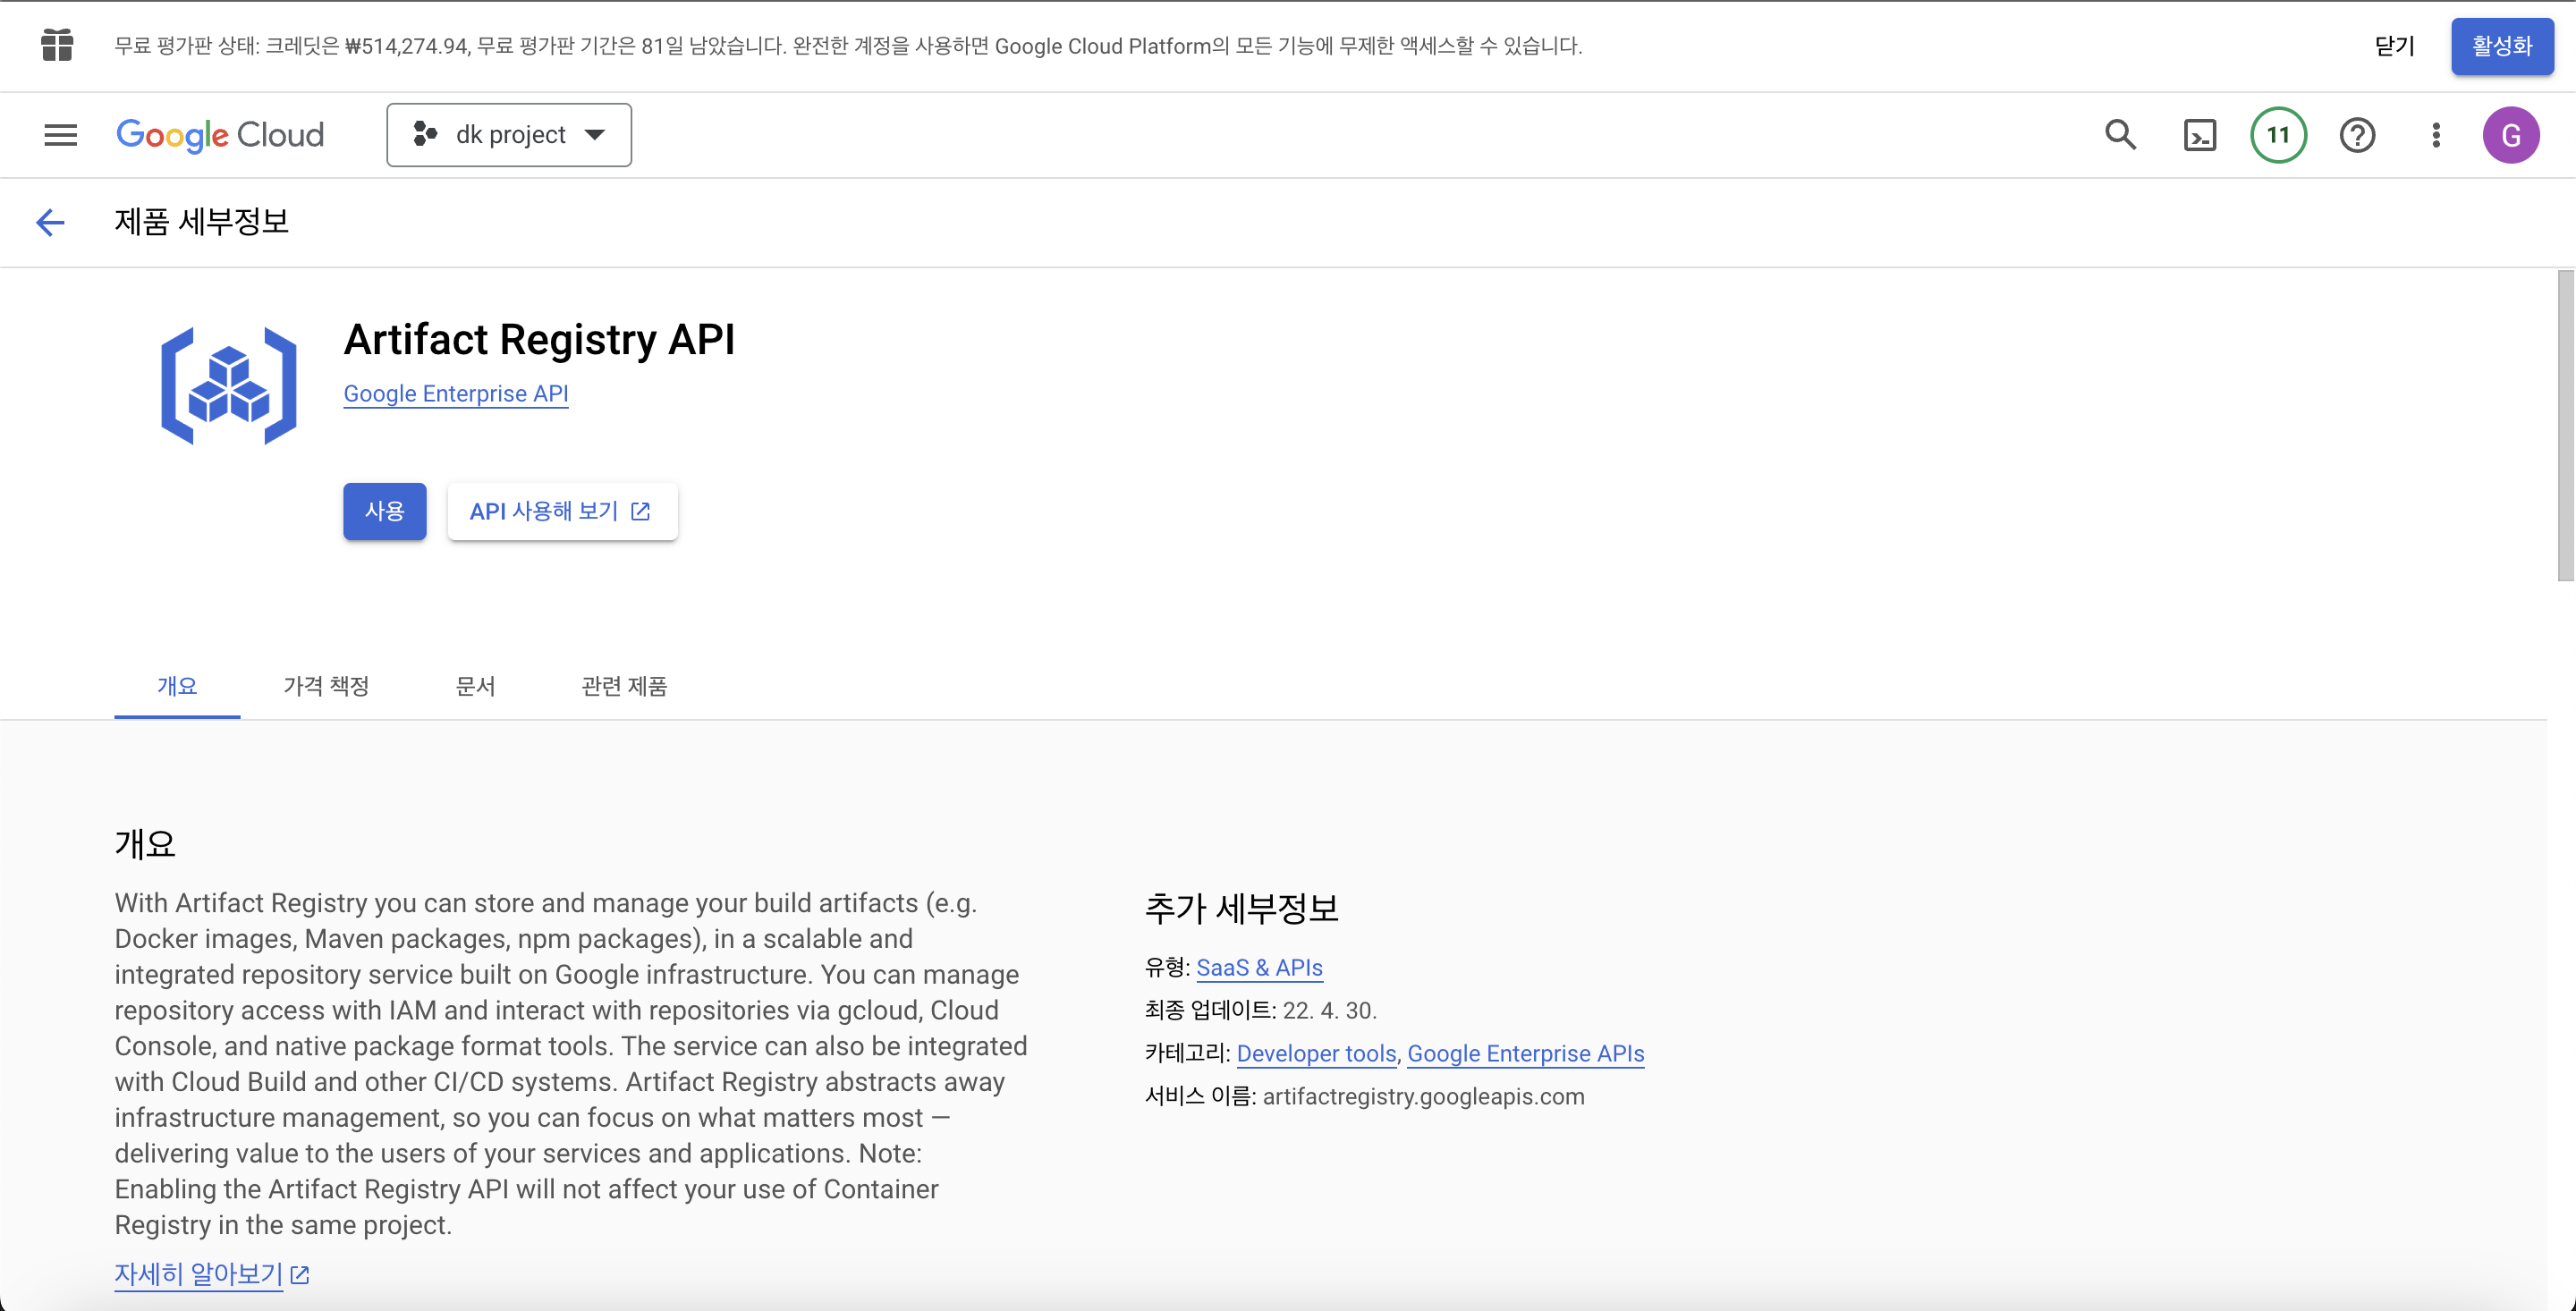 무료 평가판 상태: 크레딧은 ₩514,274.94, 무료 평가판 기간은 81일 남았습니다. 완전한 계정을 사용하면 Google Cloud Platform의 모든 기능에 무제한 액세스할 수 있습니다.
닫기
활성화
Google Cloud
dk project
11
G
제품 세부정보
Artifact Registry API
Google Enterprise API
사용
API 사용해 보기
개요
가격 책정
문서
관련 제품
개요
With Artifact Registry you can store and manage your build artifacts (e.g.
Docker images, Maven packages, npm packages), in a scalable and
integrated repository service built on Google infrastructure. You can manage
repository access with IAM and interact with repositories via gcloud, Cloud
Console, and native package format tools. The service can also be integrated
with Cloud Build and other CI/CD systems. Artifact Registry abstracts away
infrastructure management, so you can focus on what matters most —
delivering value to the users of your services and applications. Note:
Enabling the Artifact Registry API will not affect your use of Container
Registry in the same project.
자세히 알아보기
추가 세부정보
유형: SaaS & APIs
최종 업데이트: 22. 4. 30.
카테고리: Developer tools, Google Enterprise APIs
서비스 이름: artifactregistry.googleapis.com